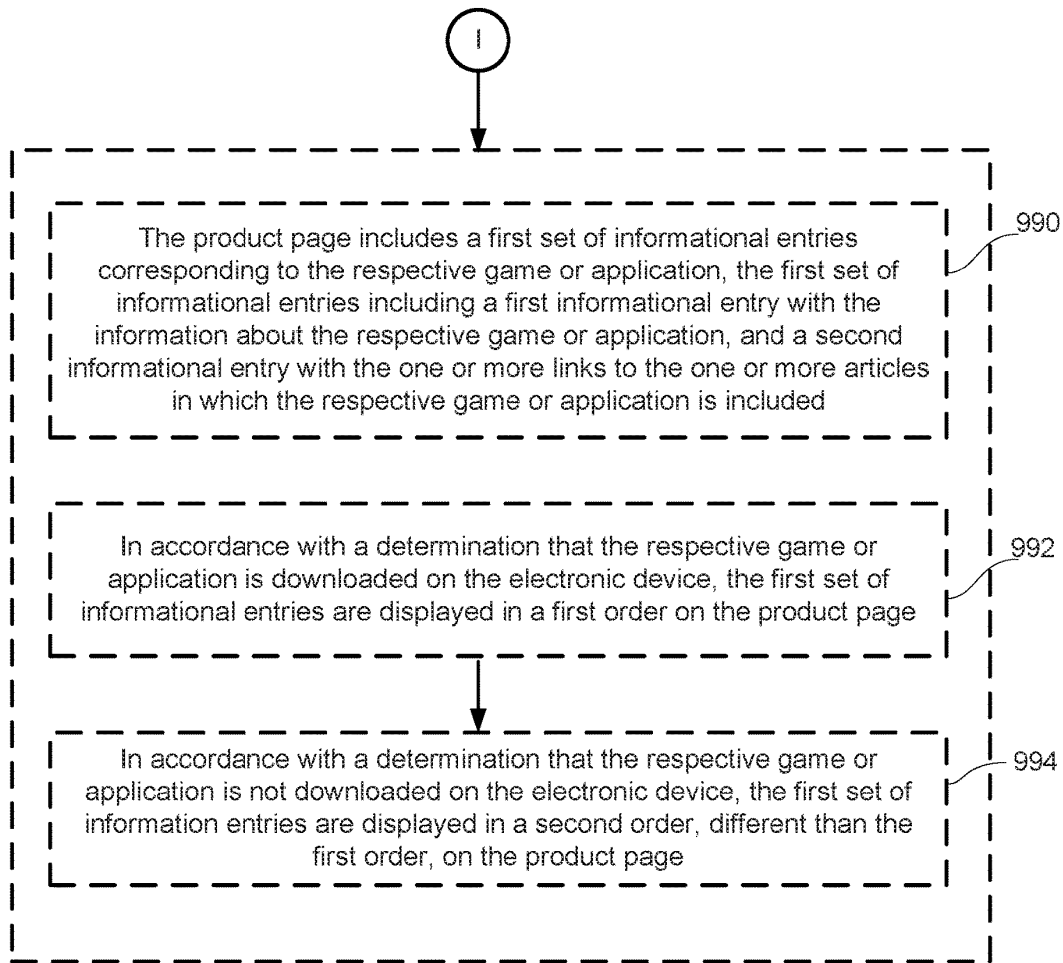 I
The product page includes a first set of informational entries
corresponding to the respective game or application, the first set of
informational entries including a first informational entry with the
information about the respective game or application, and a second
informational entry with the one or more links to the one or more articles
in which the respective game or application is included
990
In accordance with a determination that the respective game or
application is downloaded on the electronic device, the first set of
informational entries are displayed in a first order on the product page
992
In accordance with a determination that the respective game or
application is not downloaded on the electronic device, the first set of
information entries are displayed in a second order, different than the
first order, on the product page
994